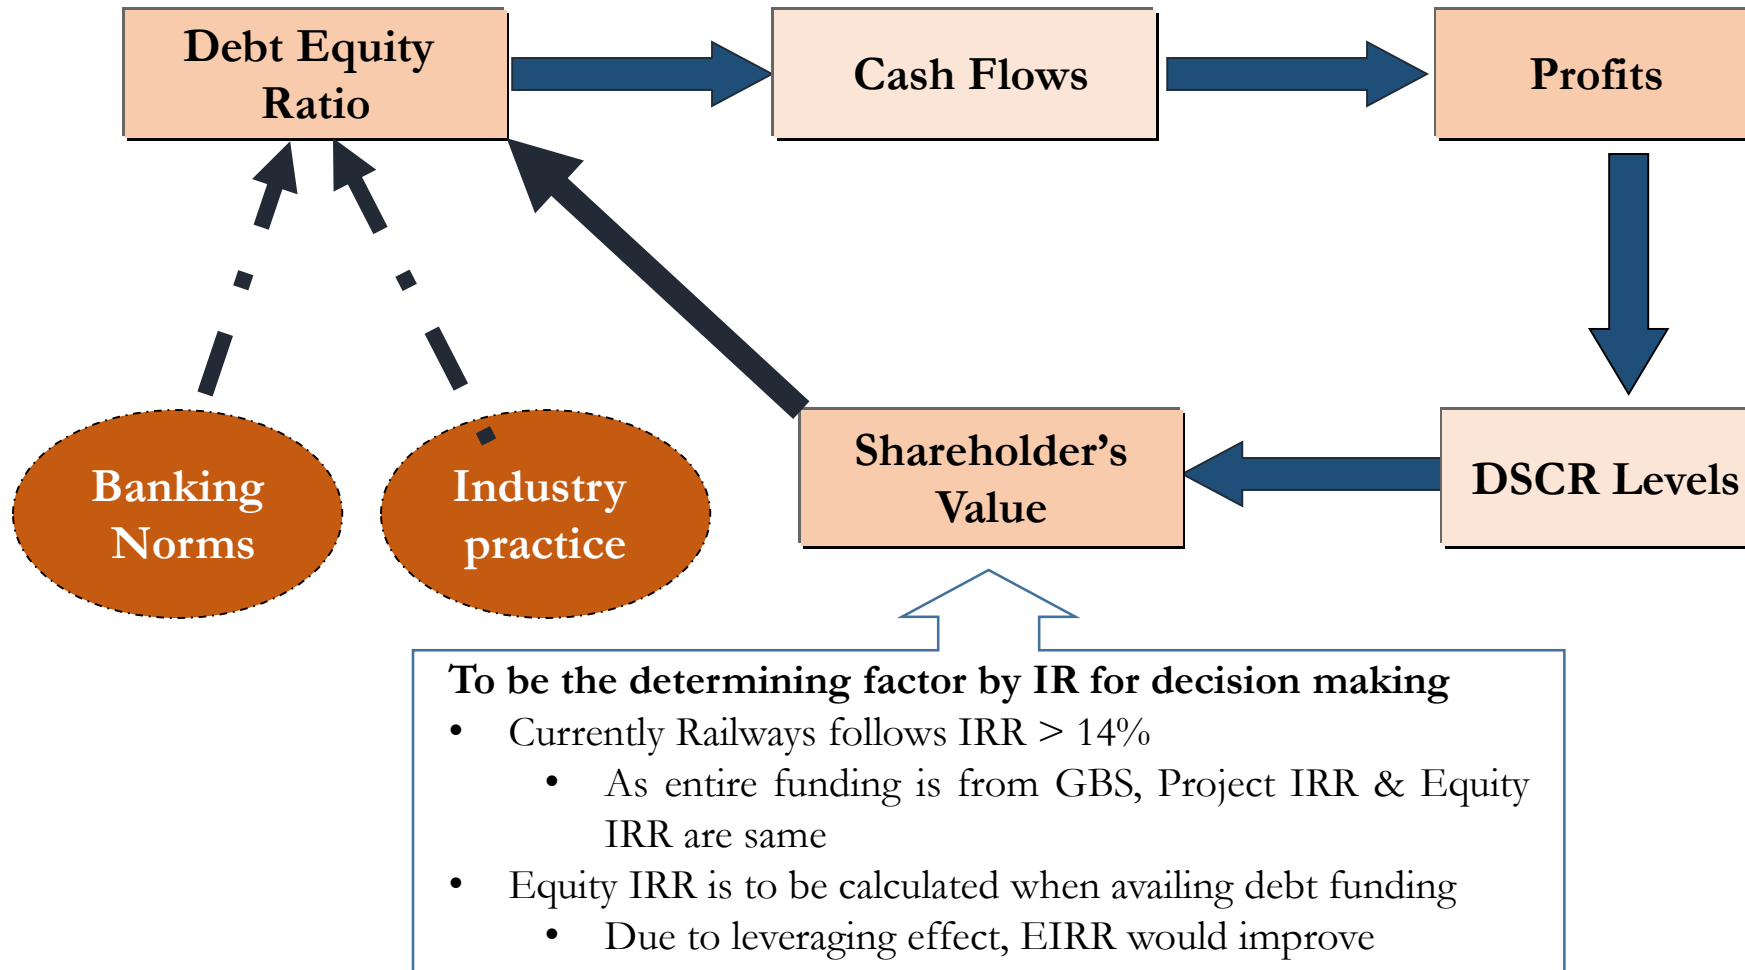 Debt Equity
Ratio
Cash Flows
Profits
Banking
Norms
Industry
practice
Shareholder’s
Value
DSCR Levels
To be the determining factor by IR for decision making
• Currently Railways follows IRR > 14%
• As entire funding is from GBS, Project IRR & Equity
IRR are same
• Equity IRR is to be calculated when availing debt funding
• Due to leveraging effect, EIRR would improve